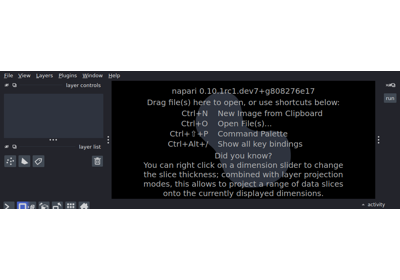 File View Layers Plugins Window Help
layer controls
layer list
napari 0.10.1rc1.dev7+g808276e17
Drag file(s) here to open, or use shortcuts below:
Ctrl+N New Image from Clipboard
Ctrl+O Open File(s)...
Ctrl+⇧+P Command Palette
Ctrl+Alt+/ Show all key bindings
Did you know?
You can right click on a dimension slider to change
the slice thickness; combined with layer projection
modes, this allows to project a range of data slices
onto the currently displayed dimensions.
run
activity